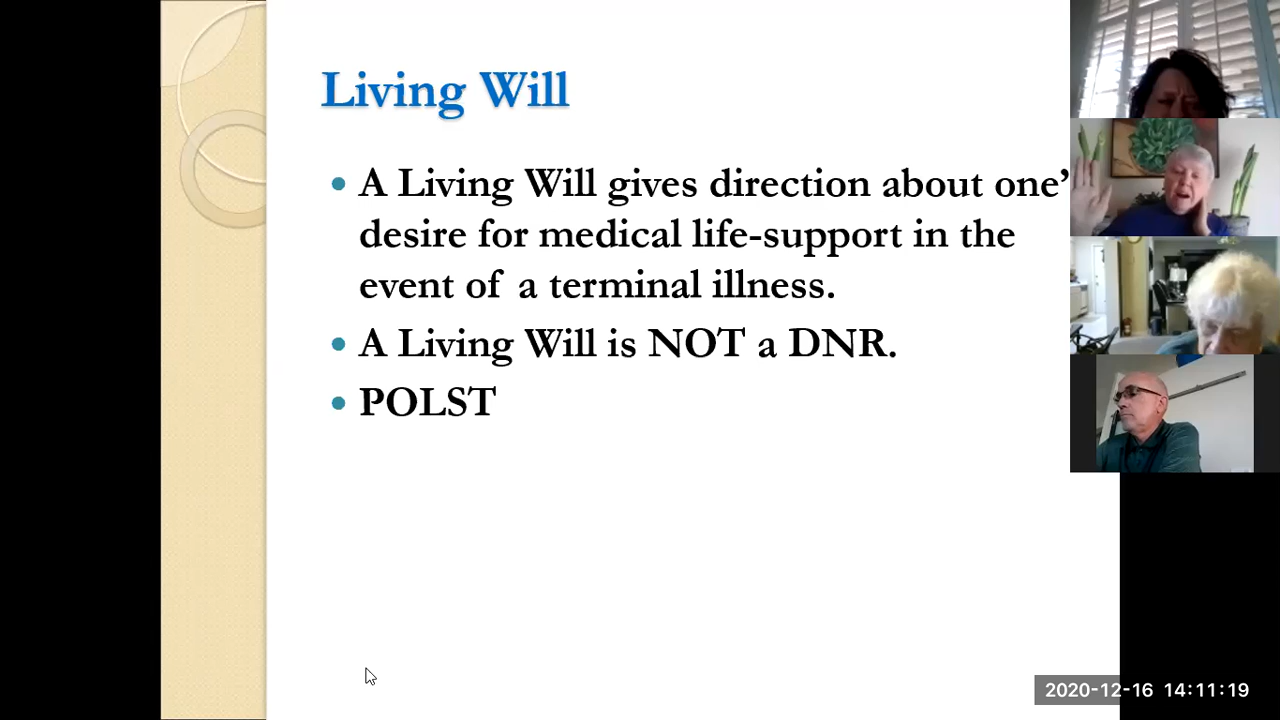 Living Will
• A Living Will gives direction about one’
desire for medical life-support in the
event of a terminal illness.
• A Living Will is NOT a DNR.
• POLST
2020-12-16 14:11:19